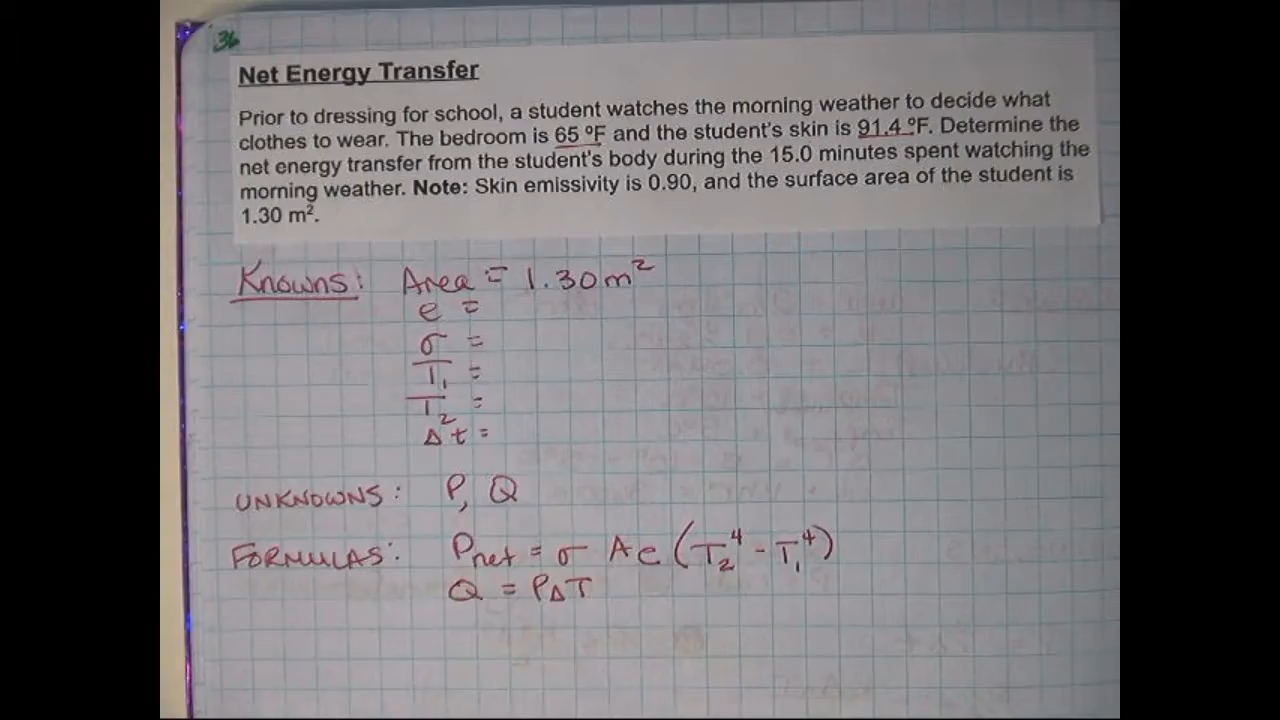 36
Net Energy Transfer
Prior to dressing for school, a student watches the morning weather to decide what
clothes to wear. The bedroom is 65 ºF and the student's skin is 91.4 ºF. Determine the
net energy transfer from the student's body during the 15.0 minutes spent watching the
morning weather. Note: Skin emissivity is 0.90, and the surface area of the student is
1.30 m².
Knowns: Area = 1.30 m²
e =
σ =
T₁ =
T₂ =
Δt =
UNKNOWNS: P, Q
FORMULAS: Pnet = σ A e (T₂⁴ - T₁⁴)
Q = PΔT